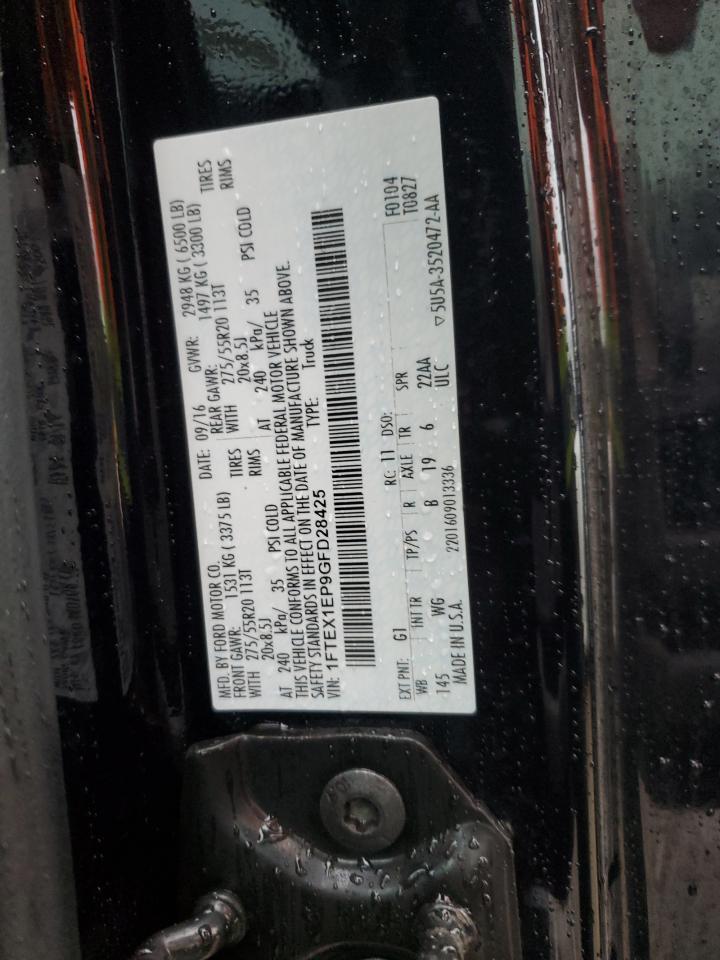 MFD. BY FORD MOTOR CO. DATE: 09/16 GVWR: 2948 KG ( 6500 LB)
FRONT GAWR: 1531 KG ( 3375 LB) REAR GAWR: 1497 KG ( 3300 LB)
WITH 275/55R20 113T TIRES WITH 275/55R20 113T TIRES
20x8.5J RIMS 20x8.5J RIMS
AT 240 kPa/ 35 PSI COLD AT 240 kPa/ 35 PSI COLD
THIS VEHICLE CONFORMS TO ALL APPLICABLE FEDERAL MOTOR VEHICLE
SAFETY STANDARDS IN EFFECT ON THE DATE OF MANUFACTURE SHOWN ABOVE.
VIN: 1FTEX1EP9GFD28425 TYPE: Truck
F0104
T0827
EXT PNT: G1 RC: 11 DSO:
WB INT TR TP/PS R AXLE TR SPR
145 WG B 19 6 22AA
MADE IN U.S.A. 2201609013336 ULC ▽5U5A-3520472-AA